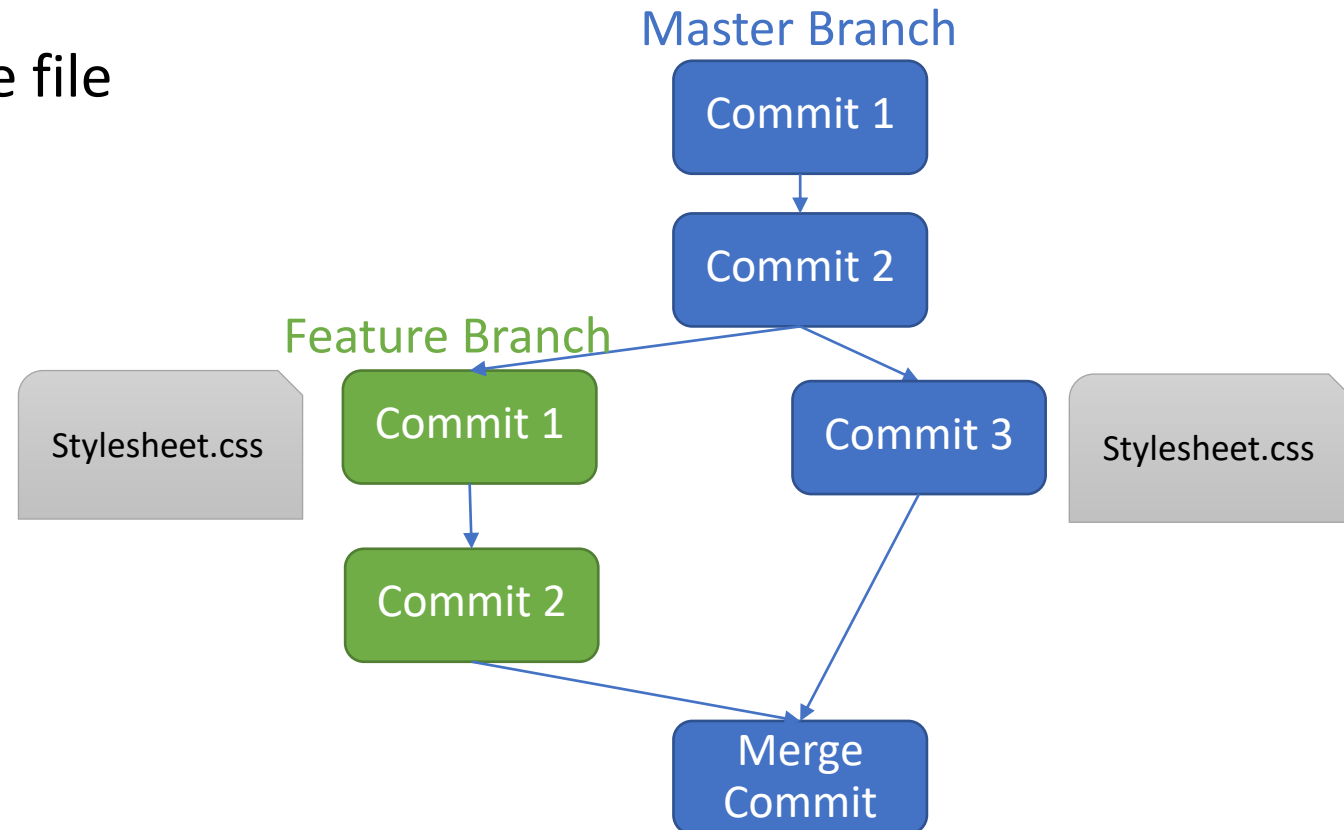 Master Branch
e file
Commit 1
Commit 2
Feature Branch
Stylesheet.css
Commit 1
Commit 3
Stylesheet.css
Commit 2
Merge
Commit